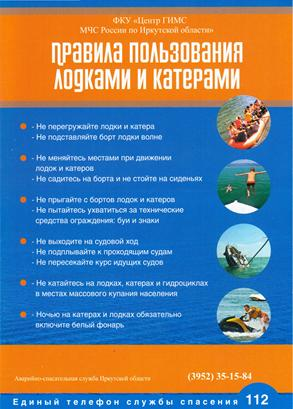 ФКУ «Центр ГИМС
МЧС России по Иркутской области»
ПРАВИЛА ПОЛЬЗОВАНИЯ
ЛОДКАМИ И КАТЕРАМИ
- Не перегружайте лодки и катера
- Не подставляйте борт лодки волне
- Не меняйтесь местами при движении
лодок и катеров
- Не садитесь на борта и не стойте на сиденьях
- Не прыгайте с бортов лодок и катеров
- Не пытайтесь ухватиться за технические
средства ограждения: буи и знаки
- Не выходите на судовой ход
- Не подплывайте к проходящим судам
- Не пересекайте курс идущих судов
- Не катайтесь на лодках, катерах и гидроциклах
в местах массового купания населения
- Ночью на катерах и лодках обязательно
включите белый фонарь
Аварийно-спасательная служба Иркутской области (3952) 35-15-84
Единый телефон службы спасения 112